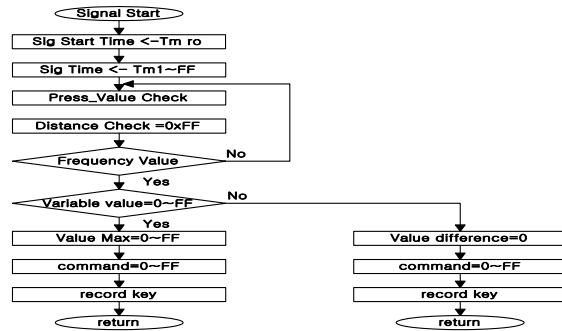 Signal Start
Sig Start Time <-Tm ro
Sig Time <- Tm1~FF
Press_Value Check
Distance Check =0xFF
Frequency Value
No
Yes
Variable value=0~FF
No
Yes
Value Max=0~FF
Value difference=0
command=0~FF
command=0~FF
record key
record key
return
return